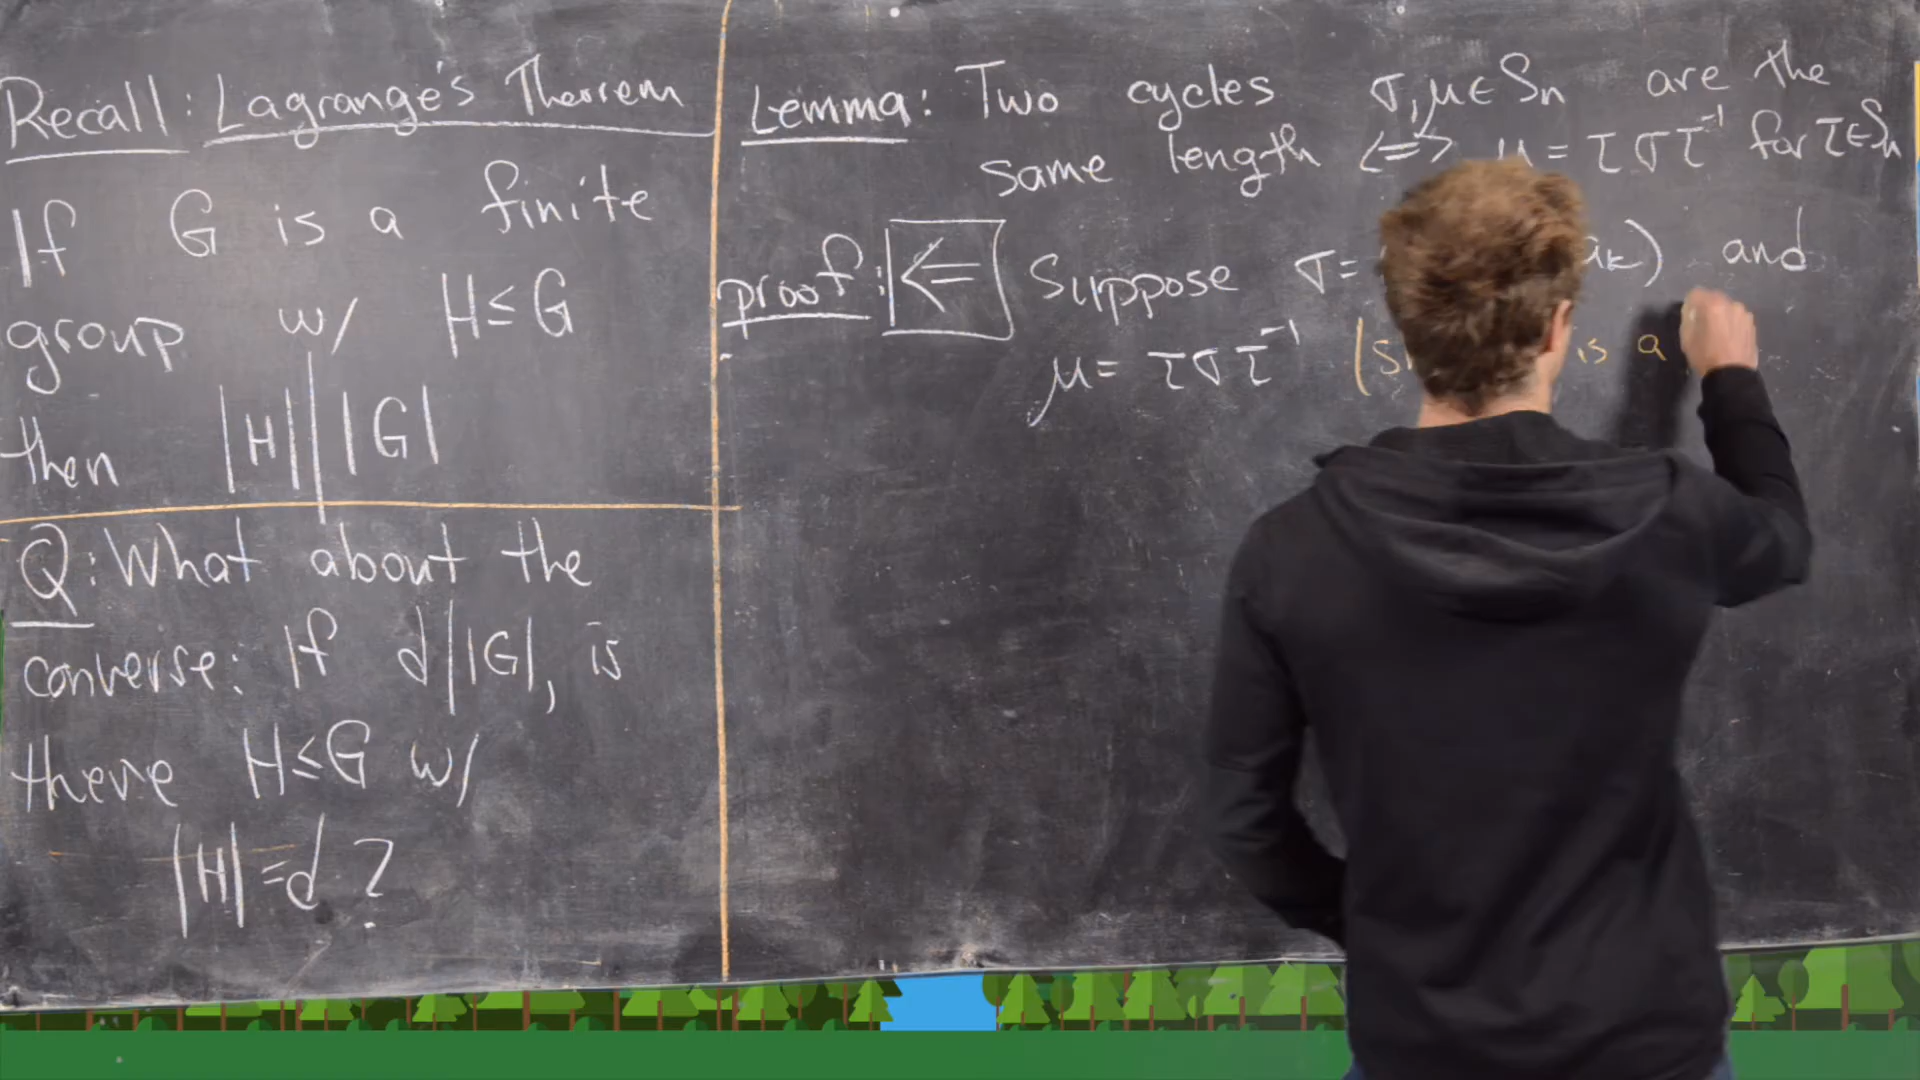 Recall: Lagrange's Theorem
If G is a finite
group w/ H≤G
then |H| | |G|
Q: What about the
converse: If d||G|, is
there H≤G w/
|H|=d?
Lemma: Two cycles σ,μ∈Sn are the
same length <=> μ = τστ⁻¹ for τ∈Sn
proof: <= Suppose σ= aₖ) and
μ= τστ⁻¹ is a